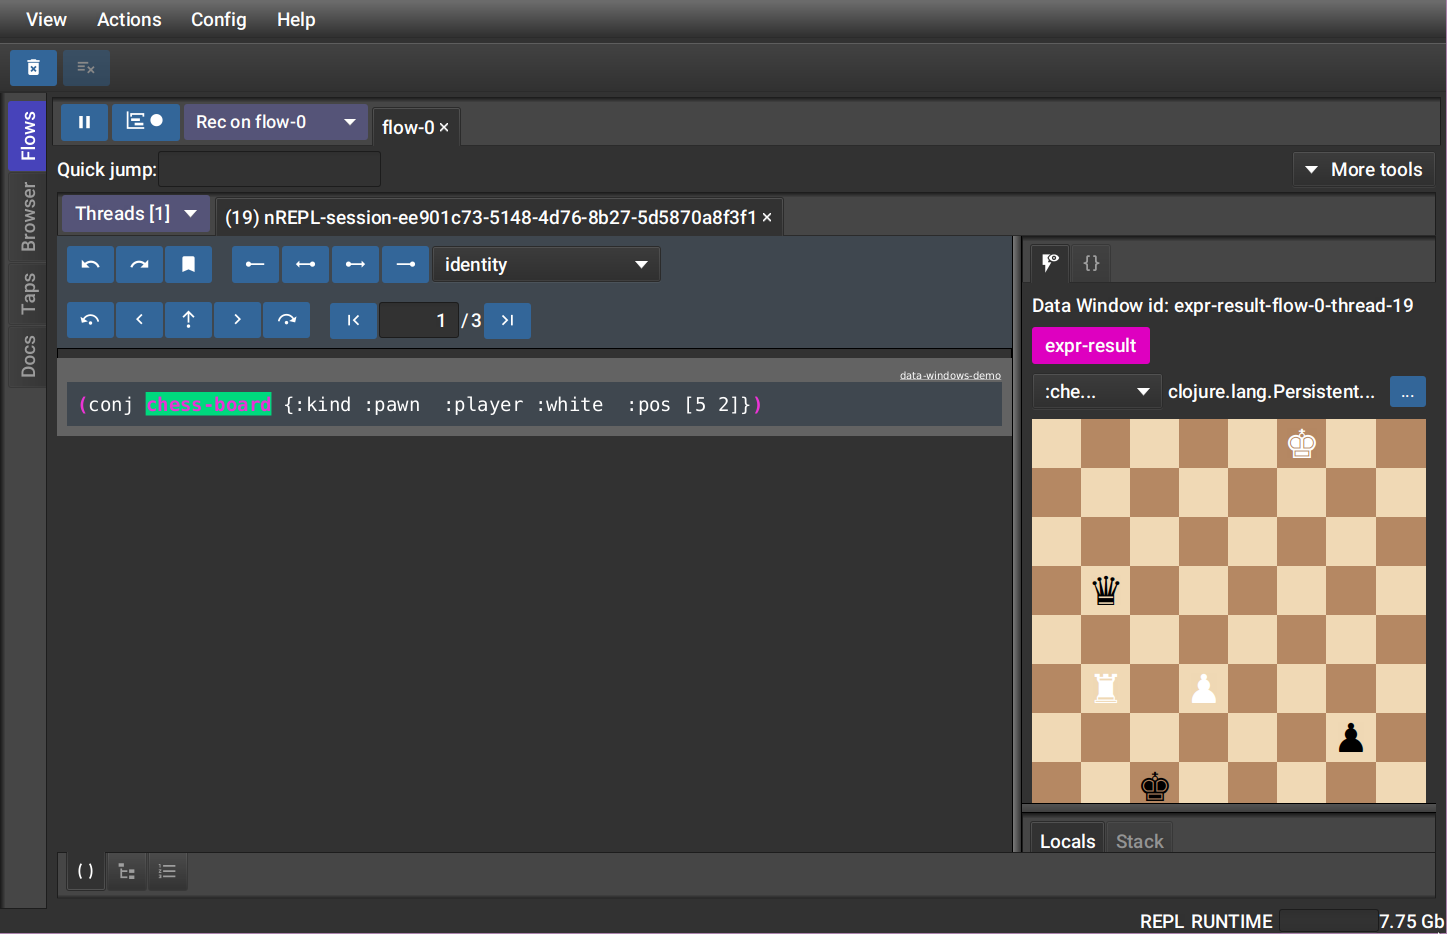 View Actions Config Help
Flows
Browser
Taps
Docs
Rec on flow-0
flow-0 ×
Quick jump:
More tools
Threads [1]
(19) nREPL-session-ee901c73-5148-4d76-8b27-5d5870a8f3f1 ×
identity
1 / 3
data-windows-demo
(conj chess-board {:kind :pawn :player :white :pos [5 2]})
{}
Data Window id: expr-result-flow-0-thread-19
expr-result
:che... clojure.lang.Persistent... ...
Locals Stack
()
REPL RUNTIME 7.75 Gb